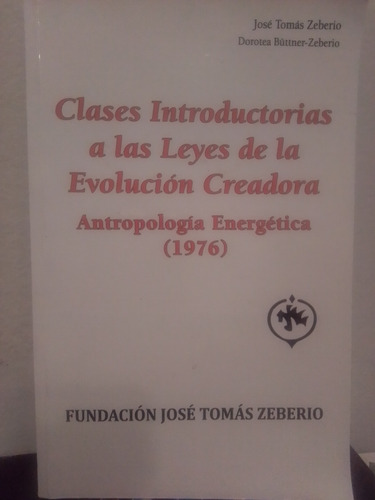 José Tomás Zeberio
Dorotea Büttner-Zeberio
Clases Introductorias
a las Leyes de la
Evolución Creadora
Antropología Energética
(1976)
FUNDACIÓN JOSÉ TOMÁS ZEBERIO